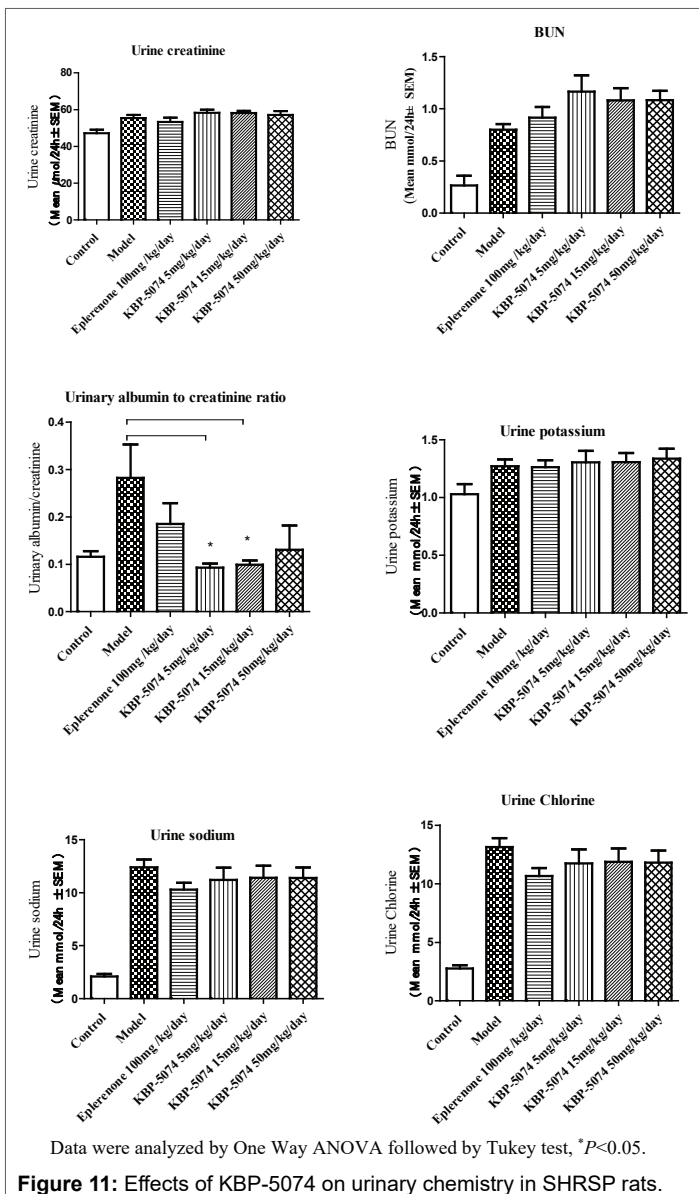 Urine creatinine
Urine creatinine
(Mean μmol/24h± SEM)
80
60
40
20
0
Control
Model
Eplerenone 100mg /kg/day
KBP-5074 5mg/kg/day
KBP-5074 15mg/kg/day
KBP-5074 50mg/kg/day
BUN
BUN
(Mean mmol/24h± SEM)
1.5
1.0
0.5
0.0
Control
Model
Eplerenone 100mg /kg/day
KBP-5074 5mg/kg/day
KBP-5074 15mg/kg/day
KBP-5074 50mg/kg/day
Urinary albumin to creatinine ratio
Urinary albumin/creatinine
0.4
0.3
0.2
0.1
0.0
*
*
Control
Model
Eplerenone 100mg /kg/day
KBP-5074 5mg/kg/day
KBP-5074 15mg/kg/day
KBP-5074 50mg/kg/day
Urine potassium
Urine potassium
(Mean mmol/24h±SEM)
1.5
1.0
0.5
0.0
Control
Model
Eplerenone 100mg /kg/day
KBP-5074 5mg/kg/day
KBP-5074 15mg/kg/day
KBP-5074 50mg/kg/day
Urine sodium
Urine sodium
(Mean mmol/24h ±SEM)
15
10
5
0
Control
Model
Eplerenone 100mg /kg/day
KBP-5074 5mg/kg/day
KBP-5074 15mg/kg/day
KBP-5074 50mg/kg/day
Urine Chlorine
Urine Chlorine
(Mean mmol/24h±SEM)
15
10
5
0
Control
Model
Eplerenone 100mg /kg/day
KBP-5074 5mg/kg/day
KBP-5074 15mg/kg/day
KBP-5074 50mg/kg/day
Data were analyzed by One Way ANOVA followed by Tukey test, *P<0.05.
Figure 11: Effects of KBP-5074 on urinary chemistry in SHRSP rats.